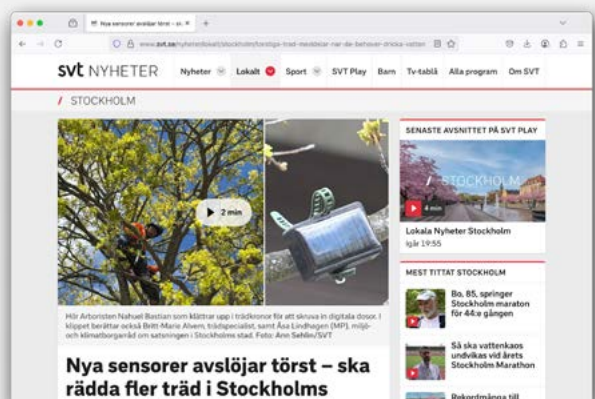 Nya sensorer avslöjar törst – sk
www.svt.se/nyheter/lokalt/stockholm/torstiga-trad-meddelar-nar-de-behover-dricka-vatten
svt NYHETER
Nyheter Lokalt Sport SVT Play Barn Tv-tablå Alla program Om SVT
/ STOCKHOLM
2 min
Hör Arboristen Nahuel Bastian som klättrar upp i trädkronor för att skruva in digitala dosor. I
klippet berättar också Britt-Marie Alvem, trädspecialist, samt Åsa Lindhagen (MP), miljö-
och klimatborgarråd om satsningen i Stockholms stad. Foto: Ann Sehlin/SVT
Nya sensorer avslöjar törst – ska
rädda fler träd i Stockholms
SENASTE AVSNITTET PÅ SVT PLAY
/ STOCKHOLM
4 min
Lokala Nyheter Stockholm
Igår 19:55
MEST TITTAT STOCKHOLM
Bo, 85, springer
Stockholm maraton
för 44:e gången
Så ska vattenkaos
undvikas vid årets
Stockholm Marathon
Rekordmånga till